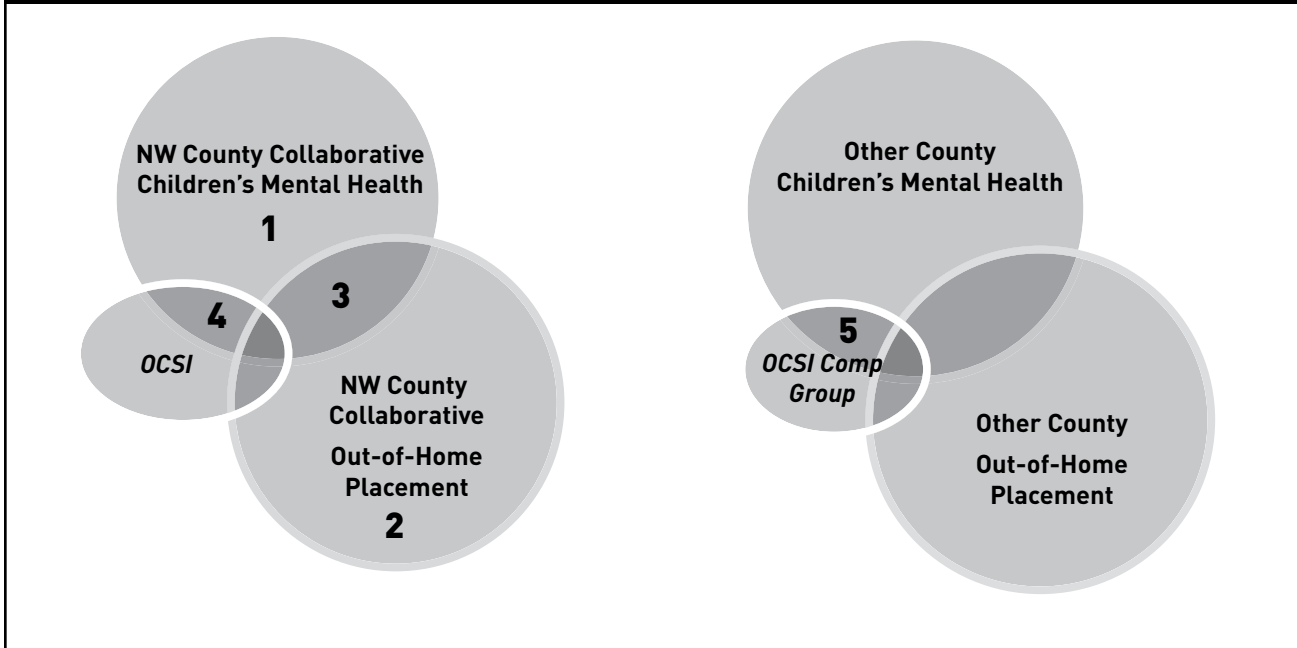 NW County Collaborative
Children's Mental Health
1
3
4
OCSI
NW County
Collaborative
Out-of-Home
Placement
2
Other County
Children's Mental Health
5
OCSI Comp
Group
Other County
Out-of-Home
Placement